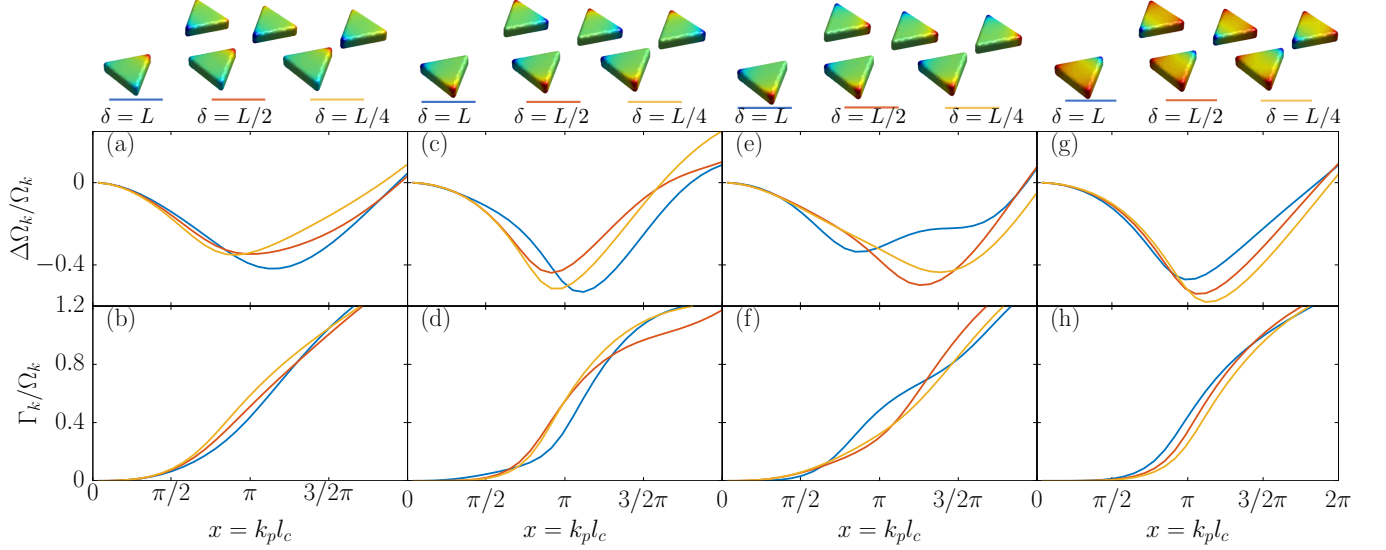 δ = L δ = L/2 δ = L/4 δ = L δ = L/2 δ = L/4 δ = L δ = L/2 δ = L/4 δ = L δ = L/2 δ = L/4
(a) (c) (e) (g)
0
−0.4
ΔΩ_k/Ω_k
1.2
(b) (d) (f) (h)
0.8
0.4
0
Γ_k/Ω_k
0 π/2 π 3/2π 0 π/2 π 3/2π 0 π/2 π 3/2π 0 π/2 π 3/2π 2π
x = k_p l_c x = k_p l_c x = k_p l_c x = k_p l_c